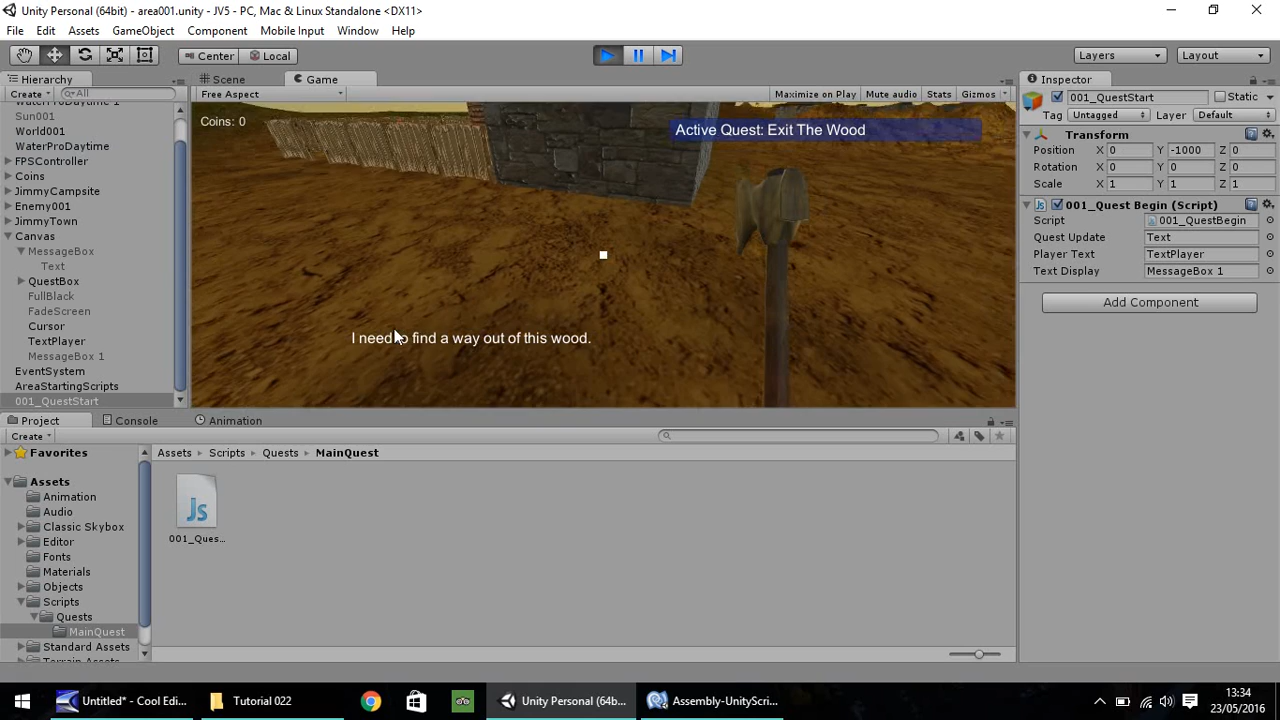 Unity Personal (64bit) - area001.unity - JV5 - PC, Mac & Linux Standalone <DX11>
File Edit Assets GameObject Component Mobile Input Window Help
Center Local Layers Layout
Hierarchy Scene Game Inspector
Create All Free Aspect Maximize on Play Mute audio Stats Gizmos
001_QuestStart Static
Tag Untagged Layer Default
WaterProDaytime 1
Sun001
World001
WaterProDaytime
FPSController
Coins
JimmyCampsite
Enemy001
JimmyTown
Canvas
MessageBox
Text
QuestBox
FullBlack
FadeScreen
Cursor
TextPlayer
MessageBox 1
EventSystem
AreaStartingScripts
001_QuestStart
Coins: 0
Active Quest: Exit The Wood
I need to find a way out of this wood.
Transform
Position X 0 Y -1000 Z 0
Rotation X 0 Y 0 Z 0
Scale X 1 Y 1 Z 1
001_Quest Begin (Script)
Script 001_QuestBegin
Quest Update Text
Player Text TextPlayer
Text Display MessageBox 1
Add Component
Project Console Animation
Create
Favorites
Assets
Animation
Audio
Classic Skybox
Editor
Fonts
Materials
Objects
Scripts
Quests
MainQuest
Standard Assets
Terrain Assets
Assets Scripts Quests MainQuest
Js
001_Ques...
Untitled* - Cool Edi... Tutorial 022 Unity Personal (64b... Assembly-UnityScri...
13:34
23/05/2016